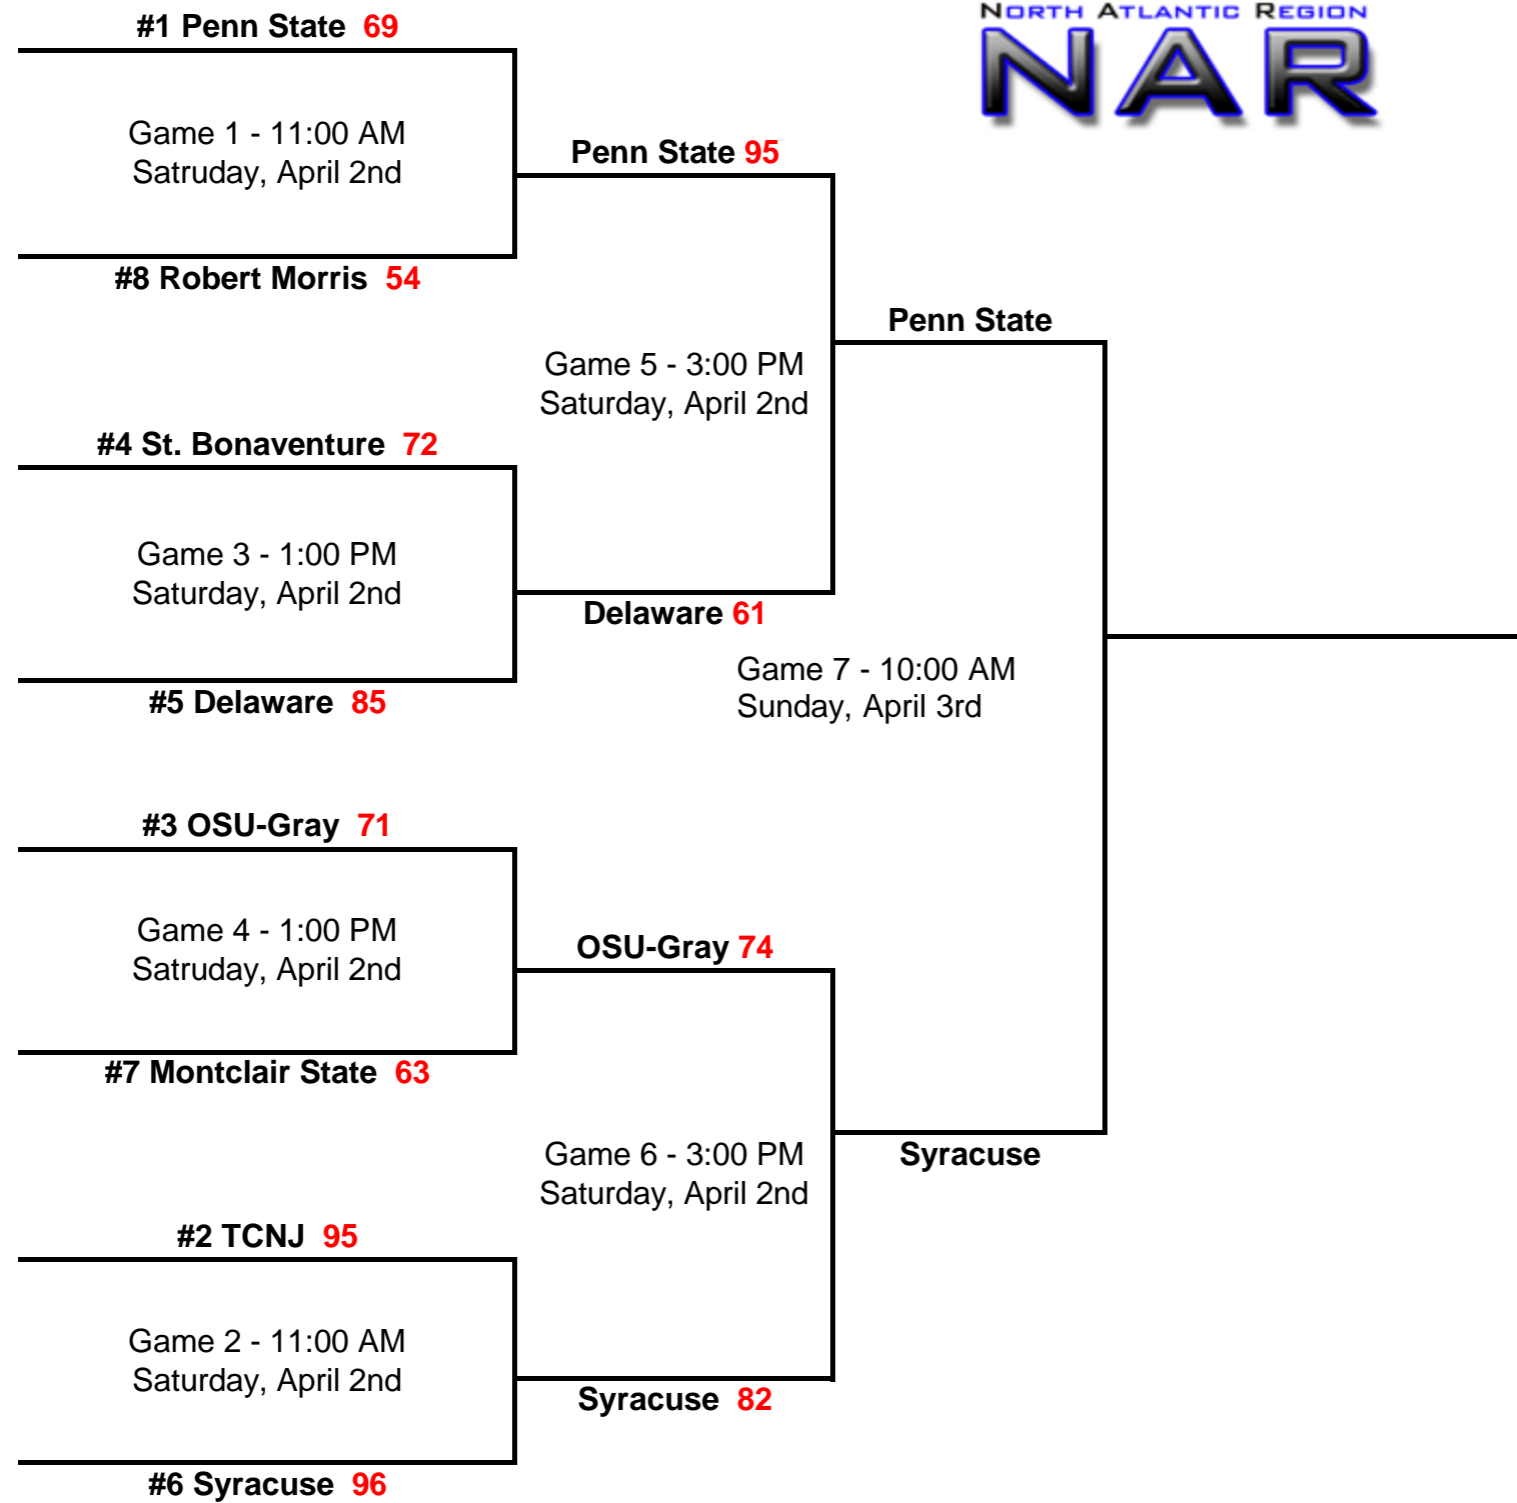 NORTH ATLANTIC REGION
NAR
#1 Penn State 69
Game 1 - 11:00 AM
Satruday, April 2nd
#8 Robert Morris 54
Penn State 95
Game 5 - 3:00 PM
Saturday, April 2nd
Penn State
#4 St. Bonaventure 72
Game 3 - 1:00 PM
Saturday, April 2nd
#5 Delaware 85
Delaware 61
Game 7 - 10:00 AM
Sunday, April 3rd
#3 OSU-Gray 71
Game 4 - 1:00 PM
Satruday, April 2nd
#7 Montclair State 63
OSU-Gray 74
Game 6 - 3:00 PM
Saturday, April 2nd
Syracuse
#2 TCNJ 95
Game 2 - 11:00 AM
Saturday, April 2nd
#6 Syracuse 96
Syracuse 82